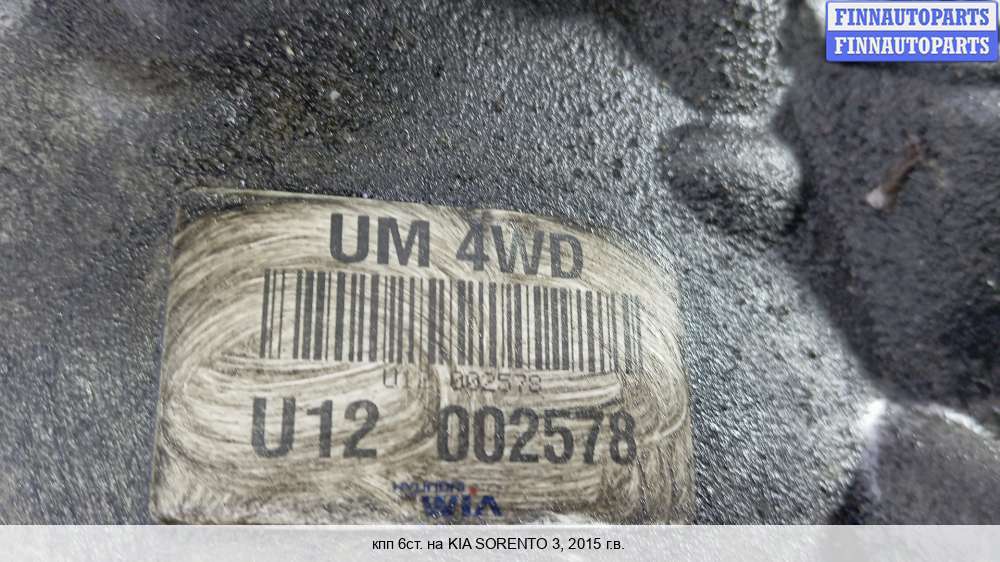 FINNAUTOPARTS
FINNAUTOPARTS
UM 4WD
U12 002578
U12 002578
HYUNDAI
WIA
кпп 6ст. на KIA SORENTO 3, 2015 г.в.